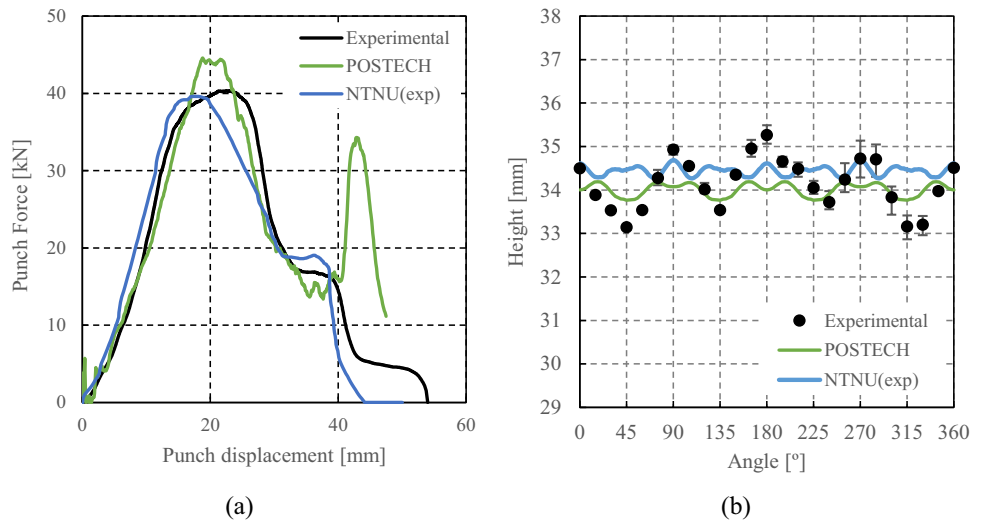 50
40
30
20
10
0
Punch Force [kN]
Experimental
POSTECH
NTNU(exp)
0 20 40 60
Punch displacement [mm]
(a)
38
37
36
35
34
33
32
31
30
29
Height [mm]
Experimental
POSTECH
NTNU(exp)
0 45 90 135 180 225 270 315 360
Angle [º]
(b)